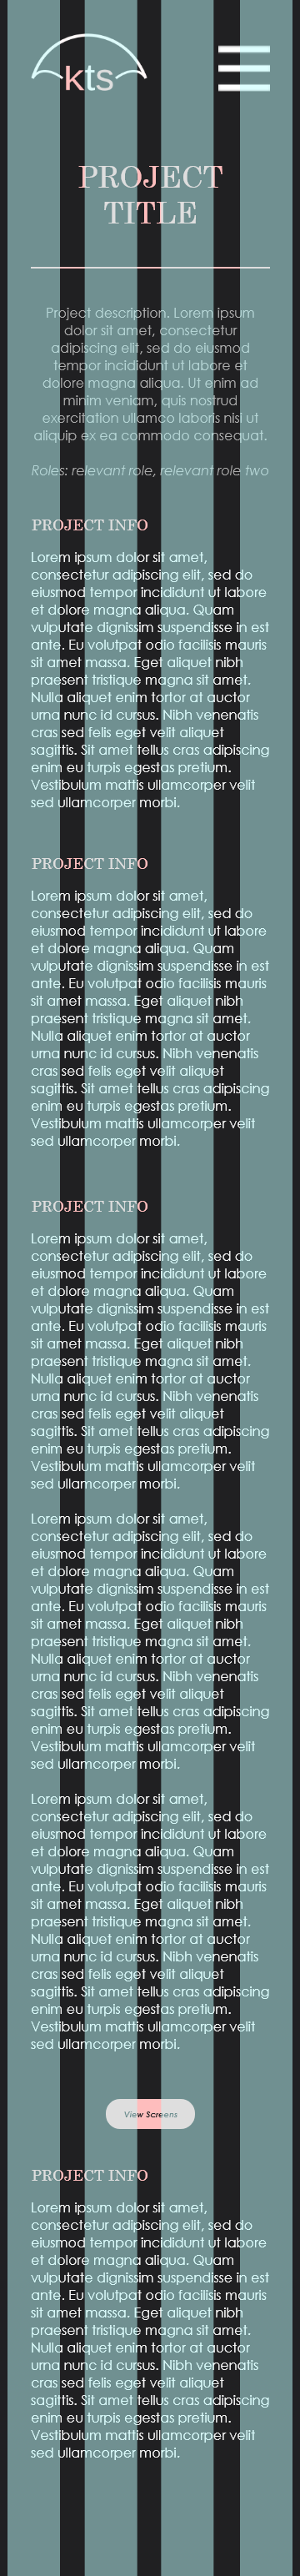 kts
PROJECT
TITLE
Project description. Lorem ipsum
dolor sit amet, consectetur
adipiscing elit, sed do eiusmod
tempor incididunt ut labore et
dolore magna aliqua. Ut enim ad
minim veniam, quis nostrud
exercitation ullamco laboris nisi ut
aliquip ex ea commodo consequat.
Roles: relevant role, relevant role two
PROJECT INFO
Lorem ipsum dolor sit amet,
consectetur adipiscing elit, sed do
eiusmod tempor incididunt ut labore
et dolore magna aliqua. Quam
vulputate dignissim suspendisse in est
ante. Eu volutpat odio facilisis mauris
sit amet massa. Eget aliquet nibh
praesent tristique magna sit amet.
Nulla aliquet enim tortor at auctor
urna nunc id cursus. Nibh venenatis
cras sed felis eget velit aliquet
sagittis. Sit amet tellus cras adipiscing
enim eu turpis egestas pretium.
Vestibulum mattis ullamcorper velit
sed ullamcorper morbi.
PROJECT INFO
Lorem ipsum dolor sit amet,
consectetur adipiscing elit, sed do
eiusmod tempor incididunt ut labore
et dolore magna aliqua. Quam
vulputate dignissim suspendisse in est
ante. Eu volutpat odio facilisis mauris
sit amet massa. Eget aliquet nibh
praesent tristique magna sit amet.
Nulla aliquet enim tortor at auctor
urna nunc id cursus. Nibh venenatis
cras sed felis eget velit aliquet
sagittis. Sit amet tellus cras adipiscing
enim eu turpis egestas pretium.
Vestibulum mattis ullamcorper velit
sed ullamcorper morbi.
PROJECT INFO
Lorem ipsum dolor sit amet,
consectetur adipiscing elit, sed do
eiusmod tempor incididunt ut labore
et dolore magna aliqua. Quam
vulputate dignissim suspendisse in est
ante. Eu volutpat odio facilisis mauris
sit amet massa. Eget aliquet nibh
praesent tristique magna sit amet.
Nulla aliquet enim tortor at auctor
urna nunc id cursus. Nibh venenatis
cras sed felis eget velit aliquet
sagittis. Sit amet tellus cras adipiscing
enim eu turpis egestas pretium.
Vestibulum mattis ullamcorper velit
sed ullamcorper morbi.
Lorem ipsum dolor sit amet,
consectetur adipiscing elit, sed do
eiusmod tempor incididunt ut labore
et dolore magna aliqua. Quam
vulputate dignissim suspendisse in est
ante. Eu volutpat odio facilisis mauris
sit amet massa. Eget aliquet nibh
praesent tristique magna sit amet.
Nulla aliquet enim tortor at auctor
urna nunc id cursus. Nibh venenatis
cras sed felis eget velit aliquet
sagittis. Sit amet tellus cras adipiscing
enim eu turpis egestas pretium.
Vestibulum mattis ullamcorper velit
sed ullamcorper morbi.
Lorem ipsum dolor sit amet,
consectetur adipiscing elit, sed do
eiusmod tempor incididunt ut labore
et dolore magna aliqua. Quam
vulputate dignissim suspendisse in est
ante. Eu volutpat odio facilisis mauris
sit amet massa. Eget aliquet nibh
praesent tristique magna sit amet.
Nulla aliquet enim tortor at auctor
urna nunc id cursus. Nibh venenatis
cras sed felis eget velit aliquet
sagittis. Sit amet tellus cras adipiscing
enim eu turpis egestas pretium.
Vestibulum mattis ullamcorper velit
sed ullamcorper morbi.
View Screens
PROJECT INFO
Lorem ipsum dolor sit amet,
consectetur adipiscing elit, sed do
eiusmod tempor incididunt ut labore
et dolore magna aliqua. Quam
vulputate dignissim suspendisse in est
ante. Eu volutpat odio facilisis mauris
sit amet massa. Eget aliquet nibh
praesent tristique magna sit amet.
Nulla aliquet enim tortor at auctor
urna nunc id cursus. Nibh venenatis
cras sed felis eget velit aliquet
sagittis. Sit amet tellus cras adipiscing
enim eu turpis egestas pretium.
Vestibulum mattis ullamcorper velit
sed ullamcorper morbi.